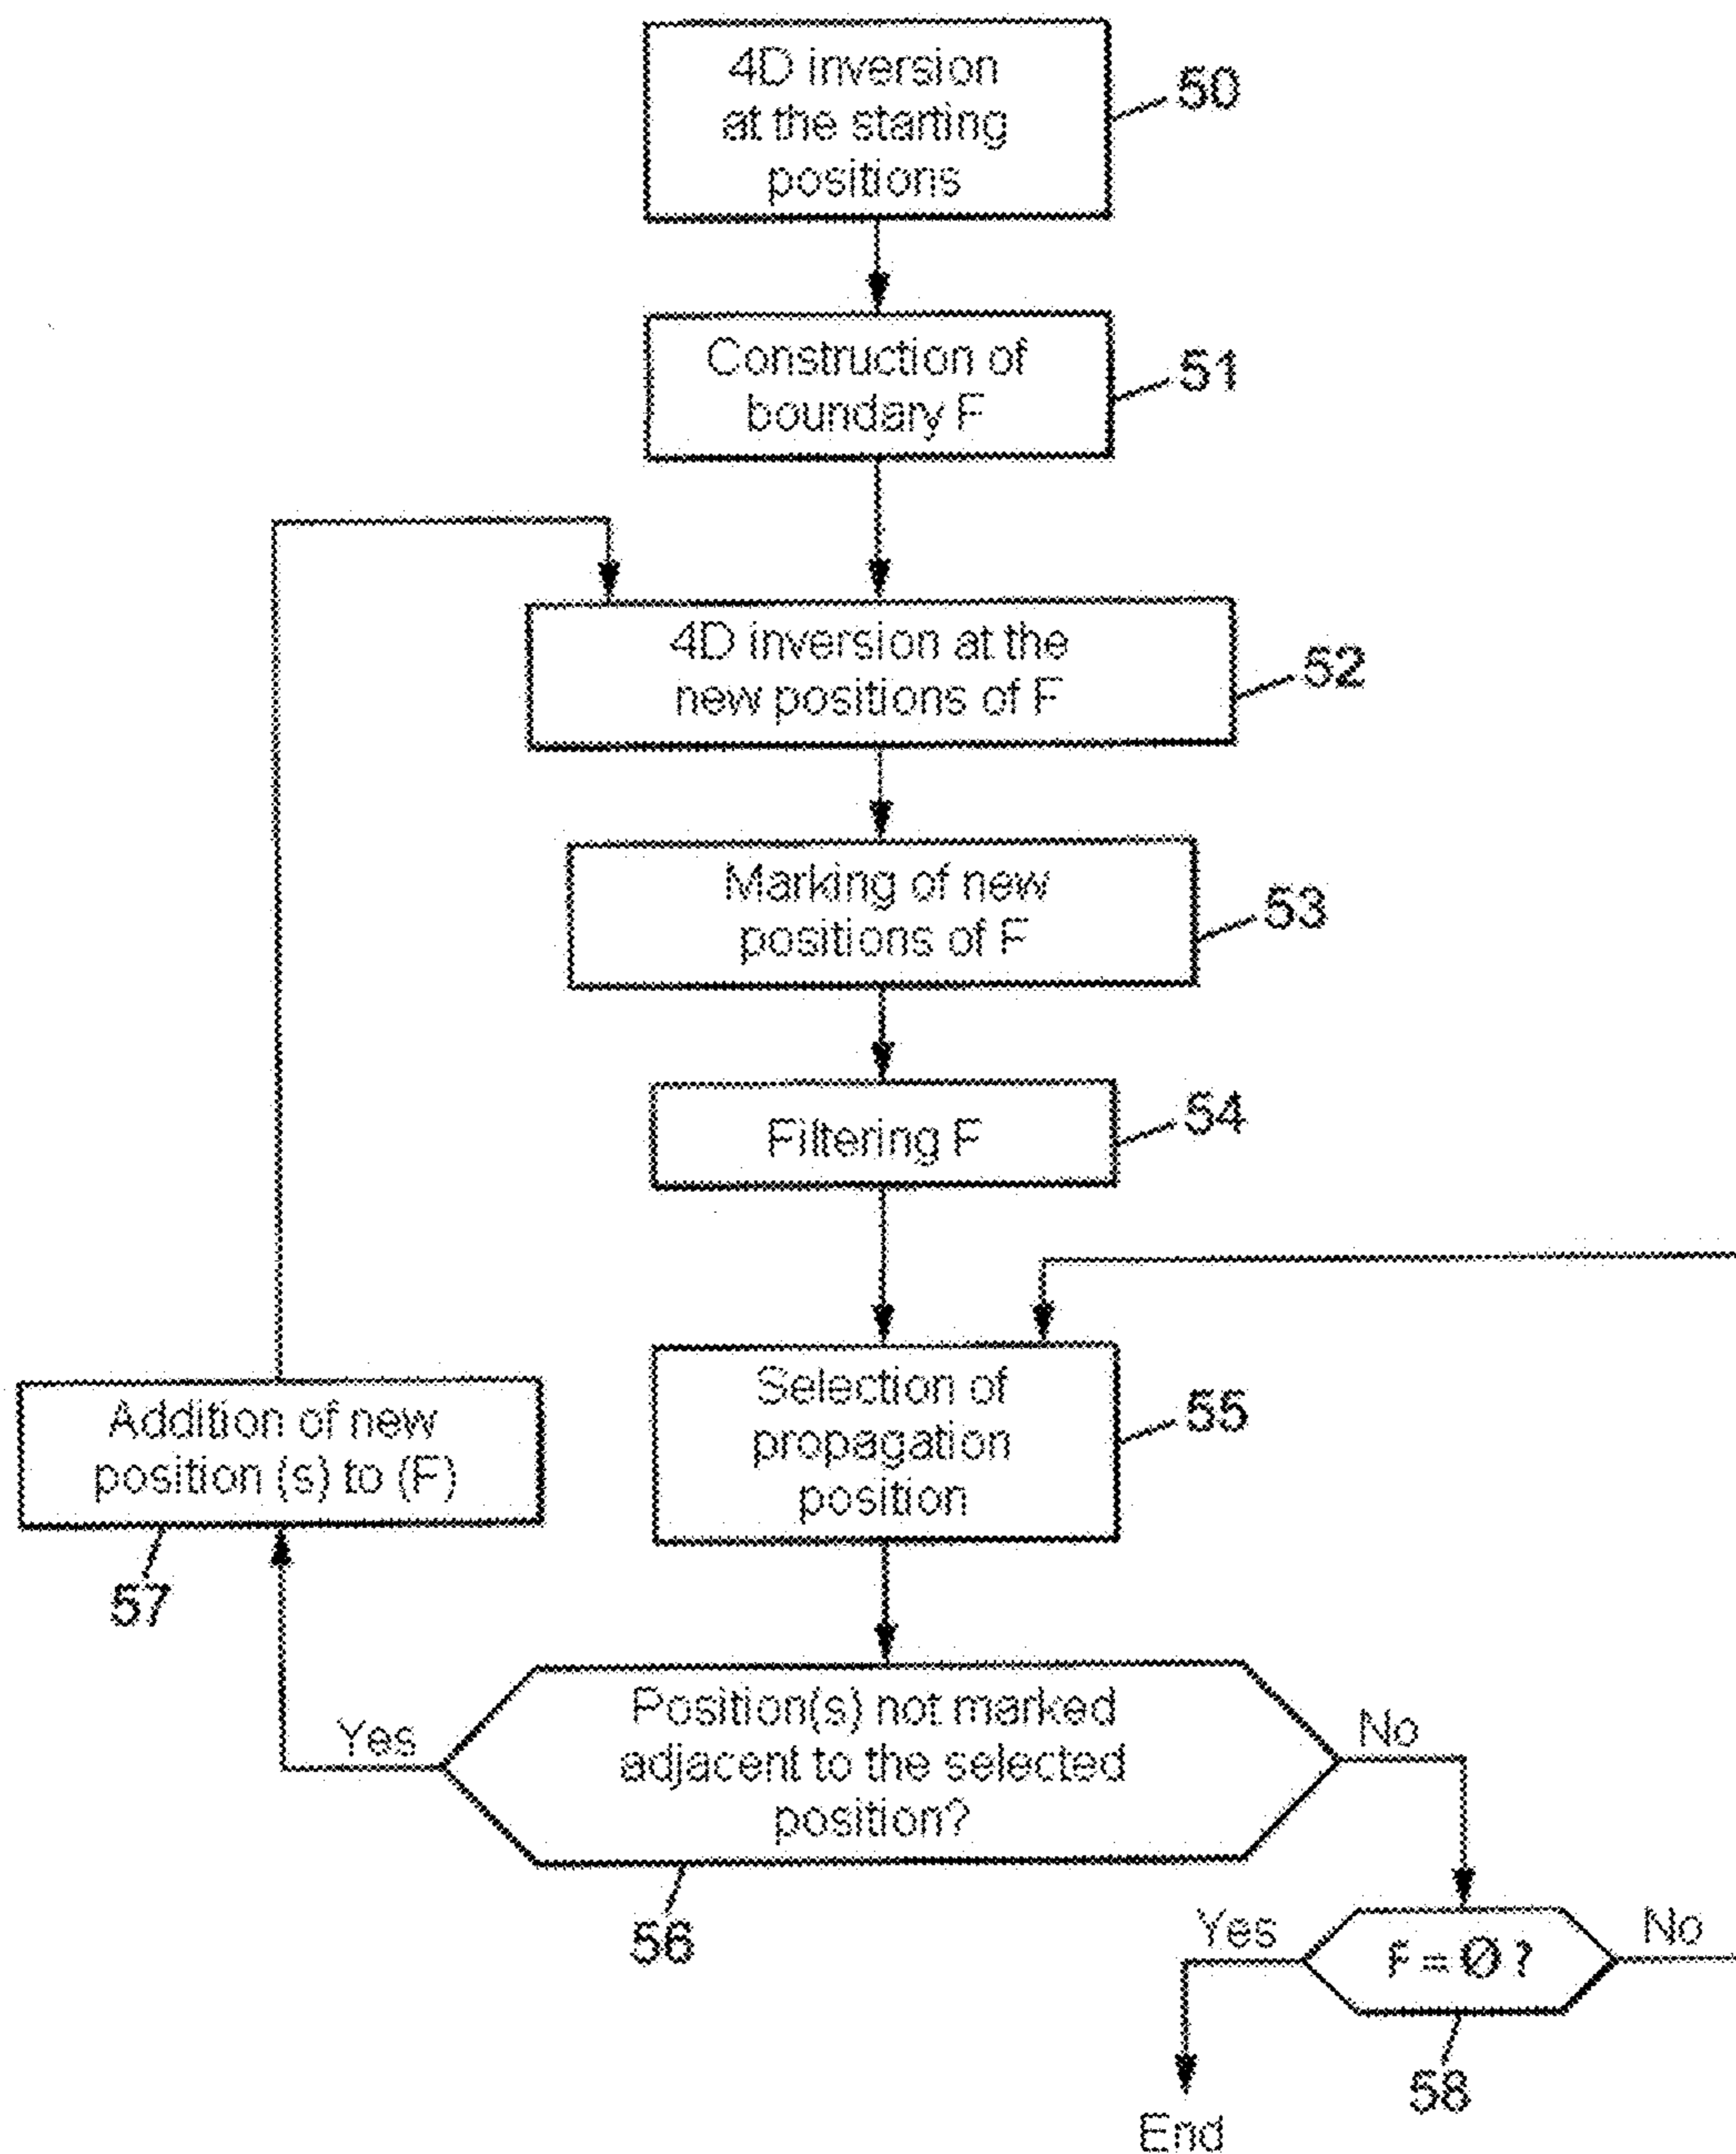 4D inversion
at the starting
positions
50
Construction of
boundary F
51
4D inversion at the
new positions of F
52
Marking of new
positions of F
53
Filtering F
54
Selection of
propagation
position
55
Addition of new
position (s) to (F)
57
Position(s) not marked
adjacent to the selected
position?
56
Yes
No
F = Ø ?
58
Yes
No
End